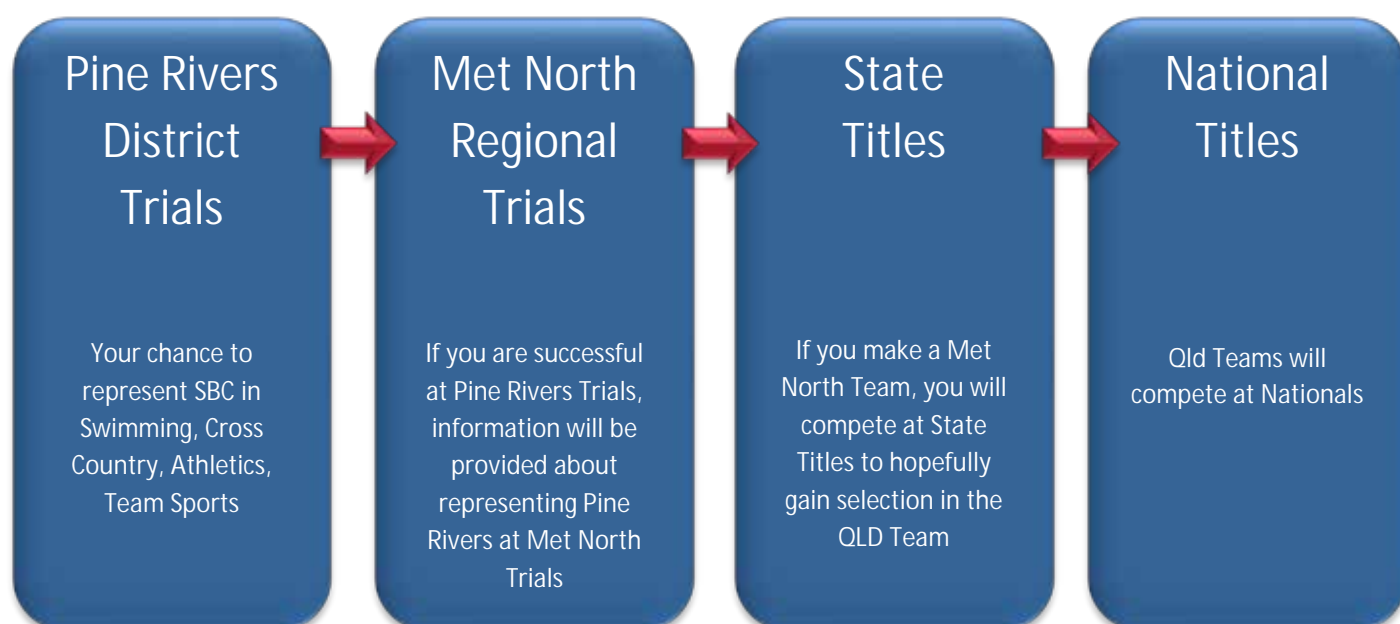 Pine Rivers
District
Trials
Your chance to
represent SBC in
Swimming, Cross
Country, Athletics,
Team Sports
Met North
Regional
Trials
If you are successful
at Pine Rivers Trials,
information will be
provided about
representing Pine
Rivers at Met North
Trials
State
Titles
If you make a Met
North Team, you will
compete at State
Titles to hopefully
gain selection in the
QLD Team
National
Titles
Qld Teams will
compete at Nationals